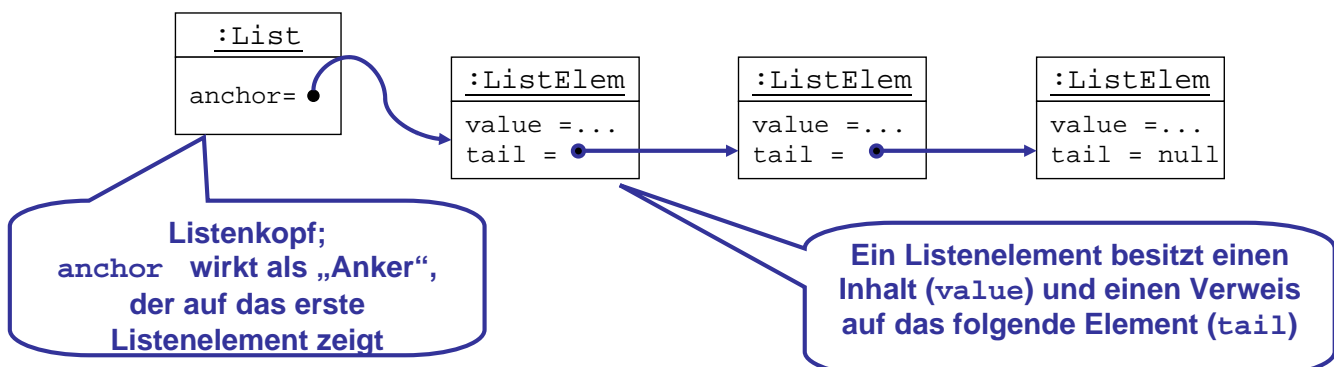 :List
anchor=
:ListElem
value =...
tail =
:ListElem
value =...
tail =
:ListElem
value =...
tail = null
Listenkopf;
anchor wirkt als „Anker“,
der auf das erste
Listenelement zeigt
Ein Listenelement besitzt einen
Inhalt (value) und einen Verweis
auf das folgende Element (tail)